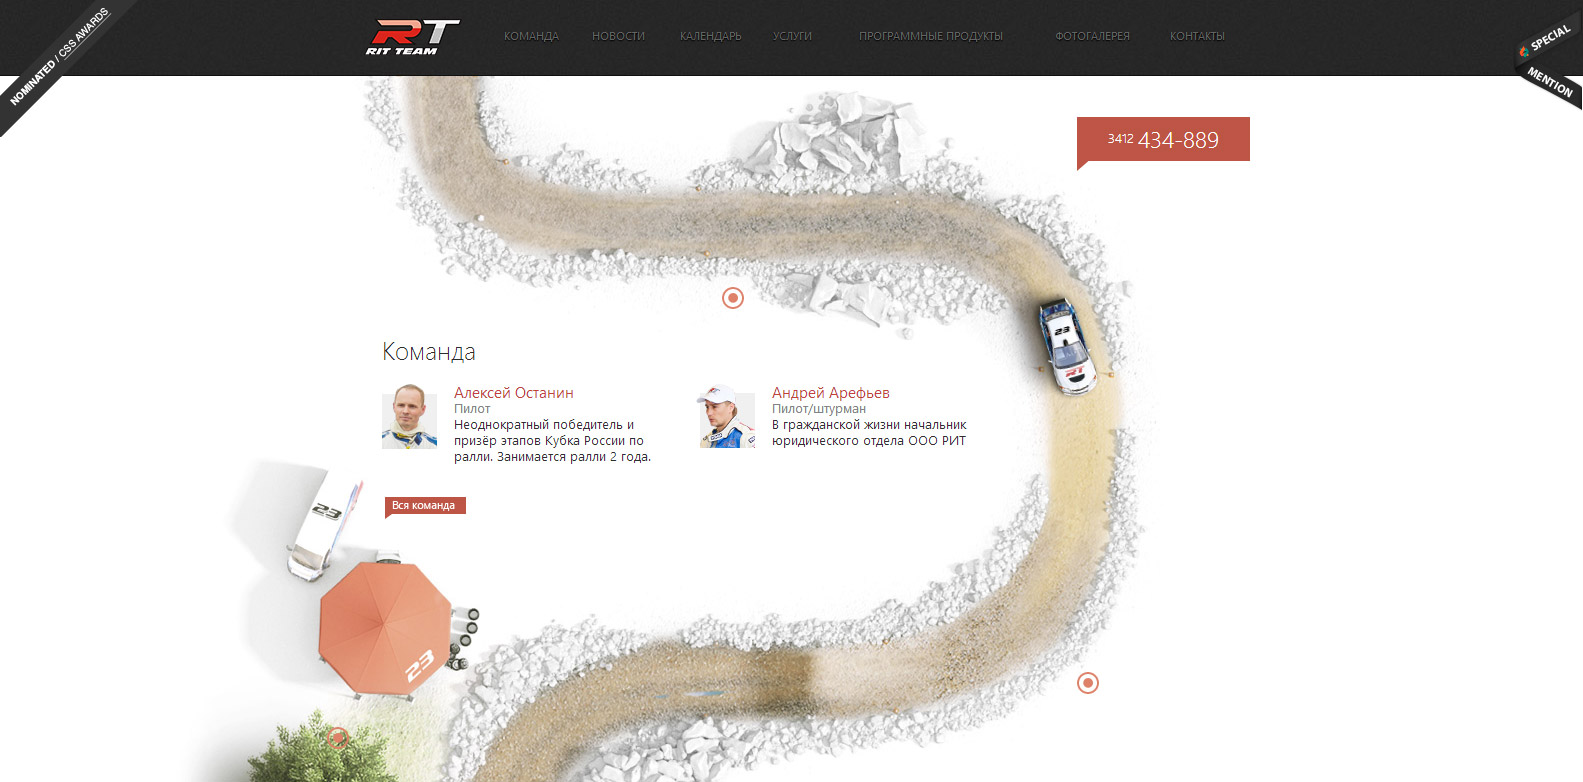 NOMINATED / CSS AWARDS
RT
RIT TEAM
КОМАНДА
НОВОСТИ
КАЛЕНДАРЬ
УСЛУГИ
ПРОГРАММНЫЕ ПРОДУКТЫ
ФОТОГАЛЕРЕЯ
КОНТАКТЫ
SPECIAL
MENTION
3412 434-889
23
RT
Команда
Алексей Останин
Пилот
Неоднократный победитель и
призёр этапов Кубка России по
ралли. Занимается ралли 2 года.
Андрей Арефьев
Пилот/штурман
В гражданской жизни начальник
юридического отдела ООО РИТ
Вся команда
23
23